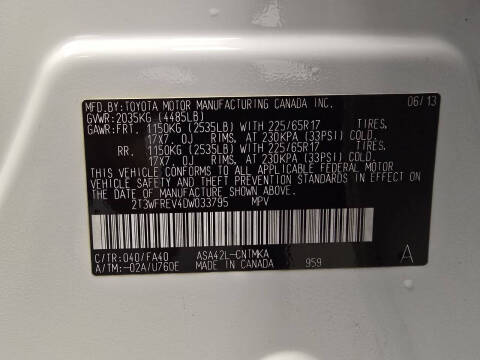 MFD.BY:TOYOTA MOTOR MANUFACTURING CANADA INC. 06/13
GVWR:2035KG (4485LB)
GAWR:FRT. 1150KG (2535LB) WITH 225/65R17 TIRES.
17X7.0J RIMS. AT 230KPA (33PSI) COLD.
RR. 1150KG (2535LB) WITH 225/65R17 TIRES.
17X7.0J RIMS. AT 230KPA (33PSI) COLD.
THIS VEHICLE CONFORMS TO ALL APPLICABLE FEDERAL MOTOR
VEHICLE SAFETY AND THEFT PREVENTION STANDARDS IN EFFECT
ON THE DATE OF MANUFACTURE SHOWN ABOVE.
2T3WFREV4DW033795 MPV
C/TR:040/FA40 ASA42L-CNTMKA
A/TM:-02A/U760E MADE IN CANADA 959 A